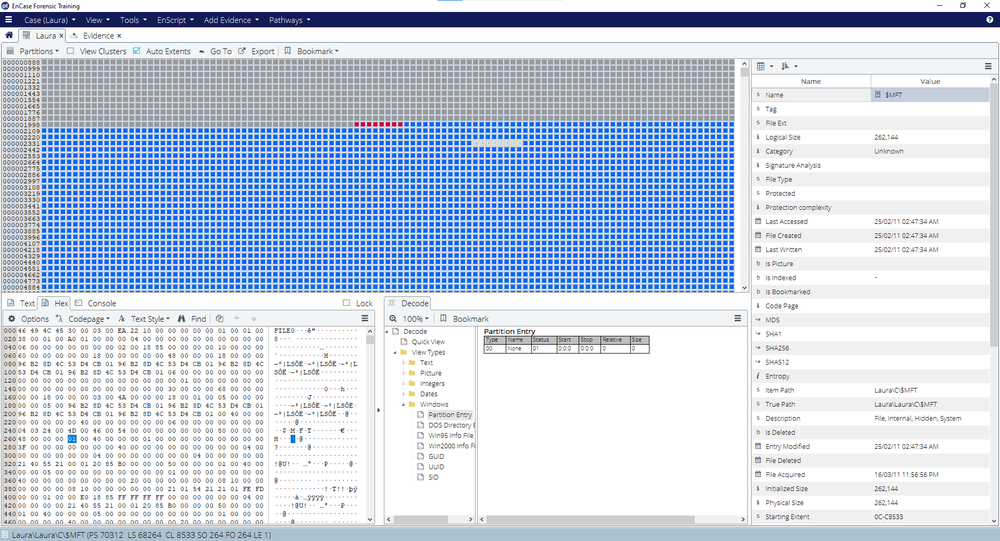 EnCase Forensic Training
Case (Laura) View Tools EnScript Add Evidence Pathways
Laura Evidence
Partitions View Clusters Auto Extents Go To Export Bookmark
000000888
000000999
000001110
000001221
000001332
000001443
000001554
000001665
000001776
000001887
000001998
000002109
000002220
000002331
000002442
000002553
000002664
000002775
000002886
000002997
000003108
000003219
000003330
000003441
000003552
000003663
000003774
000003885
000003996
000004107
000004218
000004329
000004440
000004551
000004662
000004773
000004884
Text Hex Console Lock
Options Codepage Text Style Find
000 46 49 4C 45 30 00 03 00 EA 22 10 00 00 00 00 00 01 00 01 00 FILE0···ê"··········
020 38 00 01 00 A0 01 00 00 00 04 00 00 00 00 00 00 00 00 00 00 8··· ···············
040 06 00 00 00 00 00 00 00 02 00 18 85 00 00 00 00 10 00 00 00 ···········…········
060 60 00 00 00 00 00 18 00 00 00 00 00 48 00 00 00 18 00 00 00 `···········H·······
080 96 B2 8D 4C 53 D4 CB 01 96 B2 8D 4C 53 D4 CB 01 96 B2 8D 4C
100 53 D4 CB 01 96 B2 8D 4C 53 D4 CB 01 06 00 00 00 00 00 00 00
120 00 00 00 00 00 00 00 00 00 00 00 00 00 01 00 00 00 00 00 00 ····················
140 00 00 00 00 00 00 00 00 00 00 00 00 30 00 00 00 68 00 00 00 ············0···h···
160 00 00 18 00 00 00 03 00 4A 00 00 00 18 00 01 00 05 00 00 00 ········J···········
180 00 00 05 00 96 B2 8D 4C 53 D4 CB 01 96 B2 8D 4C 53 D4 CB 01
200 96 B2 8D 4C 53 D4 CB 01 96 B2 8D 4C 53 D4 CB 01 00 40 00 00
220 00 00 00 00 00 40 00 00 00 00 00 00 06 00 00 00 00 00 00 00 ·····@··············
240 04 03 24 00 4D 00 46 00 54 00 00 00 00 00 00 00 80 00 00 00 ··$·M·F·T·······€···
260 48 00 00 00 01 00 40 00 00 00 01 00 00 00 00 00 00 00 00 00 H·····@·············
280 3F 00 00 00 00 00 00 00 40 00 00 00 00 00 00 00 00 00 04 00 ?·······@···········
300 00 00 00 00 00 00 04 00 00 00 00 00 00 00 04 00 00 00 00 00 ····················
320 21 40 55 21 00 01 20 85 B0 00 00 00 50 00 00 00 01 00 40 00 !@U!·· …°···P·····@·
340 00 00 05 00 00 00 00 00 00 00 00 00 00 01 00 00 00 00 00 00 ····················
360 40 00 00 00 00 00 00 00 00 20 00 00 00 00 00 00 08 10 00 00 @········ ··········
380 00 00 00 00 08 10 00 00 00 00 00 00 21 01 54 21 21 01 FE FD ············!·T!!·þý
400 00 00 01 00 00 E0 18 85 FF FF FF FF 00 00 00 00 00 00 04 00 ·····à·…ÿÿÿÿ········
420 00 00 00 00 21 40 55 21 00 01 20 85 B0 00 00 00 50 00 00 00 ····!@U!·· …°···P···
440 01 00 40 00 00 00 05 00 00 00 00 00 00 00 00 00 01 00 00 00 ··@·················
460 00 00 00 00 40 00 00 00 00 00 00 00 00 20 00 00 00 00 00 00 ····@········ ······
Decode
100% Bookmark
Decode
Quick View
View Types
Text
Picture
Integers
Dates
Windows
Partition Entry
DOS Directory E
Win95 Info File
Win2000 Info Fi
GUID
UUID
SID
Partition Entry
Type Name Status Start Stop Relative Size
00 None 01 0:0:0 0:0:0 0 0
Name Value
Name $MFT
Tag
File Ext
Logical Size 262,144
Category Unknown
Signature Analysis
File Type
Protected
Protection complexity
Last Accessed 25/02/11 02:47:34 AM
File Created 25/02/11 02:47:34 AM
Last Written 25/02/11 02:47:34 AM
Is Picture
Is Indexed ·
Is Bookmarked
Code Page
MD5
SHA1
SHA256
SHA512
Entropy
Item Path Laura\C\$MFT
True Path Laura\Laura\C\$MFT
Description File, Internal, Hidden, System
Is Deleted
Entry Modified 25/02/11 02:47:34 AM
File Deleted
File Acquired 16/03/11 11:56:56 PM
Initialized Size 262,144
Physical Size 262,144
Starting Extent 0C-C8533
Laura\Laura\C\$MFT (PS 70312 LS 68264 CL 8533 SO 264 FO 264 LE 1)